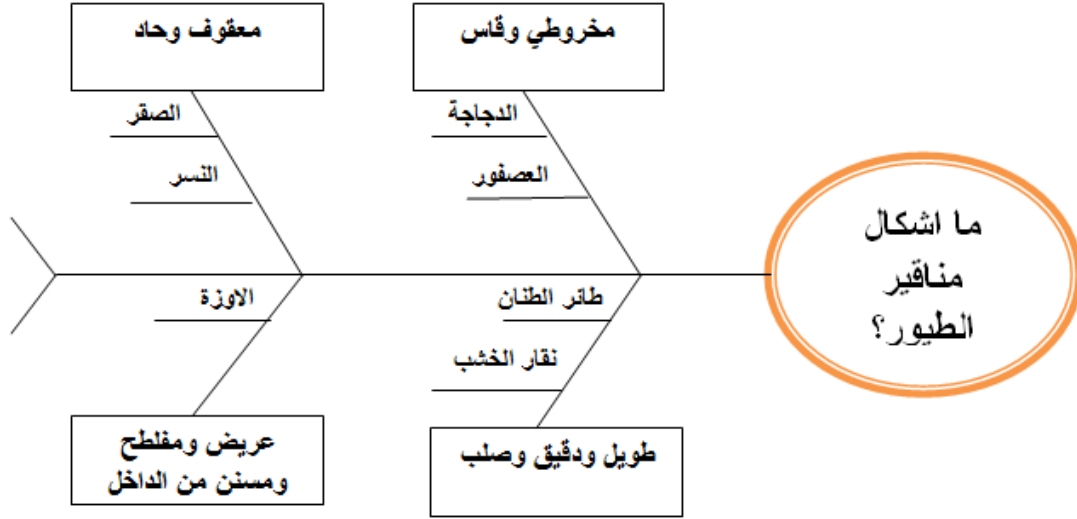 ما اشكال
مناقير
الطيور؟
مخروطي وقاس
الدجاجة
العصفور
معقوف وحاد
الصقر
النسر
طائر الطنان
نقار الخشب
طويل ودقيق وصلب
الاوزة
عريض ومفلطح
ومسنن من الداخل